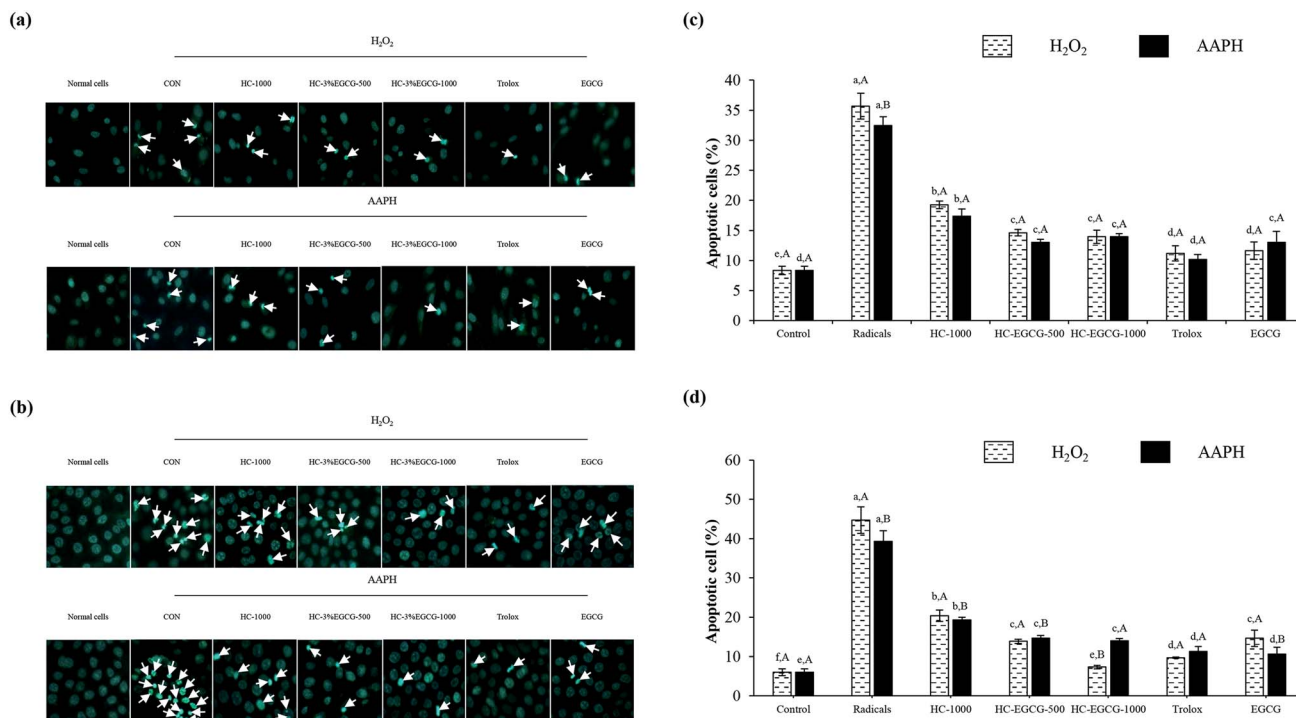 (a)
H₂O₂
Normal cells CON HC-1000 HC-3%EGCG-500 HC-3%EGCG-1000 Trolox EGCG
AAPH
Normal cells CON HC-1000 HC-3%EGCG-500 HC-3%EGCG-1000 Trolox EGCG
(b)
H₂O₂
Normal cells CON HC-1000 HC-3%EGCG-500 HC-3%EGCG-1000 Trolox EGCG
AAPH
Normal cells CON HC-1000 HC-3%EGCG-500 HC-3%EGCG-1000 Trolox EGCG
(c)
H₂O₂ AAPH
Apoptotic cells (%)
40
35
30
25
20
15
10
5
0
e,A d,A a,A a,B b,A b,A c,A c,A c,A c,A d,A d,A d,A c,A
Control Radicals HC-1000 HC-EGCG-500 HC-EGCG-1000 Trolox EGCG
(d)
H₂O₂ AAPH
Apoptotic cell (%)
60
50
40
30
20
10
0
f,A e,A a,A a,B b,A b,B c,A c,B e,B c,A d,A d,A c,A d,B
Control Radicals HC-1000 HC-EGCG-500 HC-EGCG-1000 Trolox EGCG